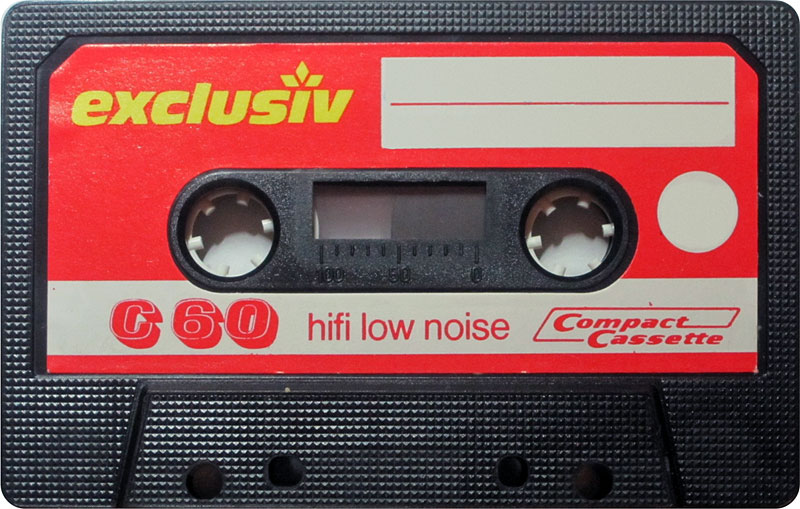 exclusiv
100 50 0
C 60 hifi low noise Compact Cassette